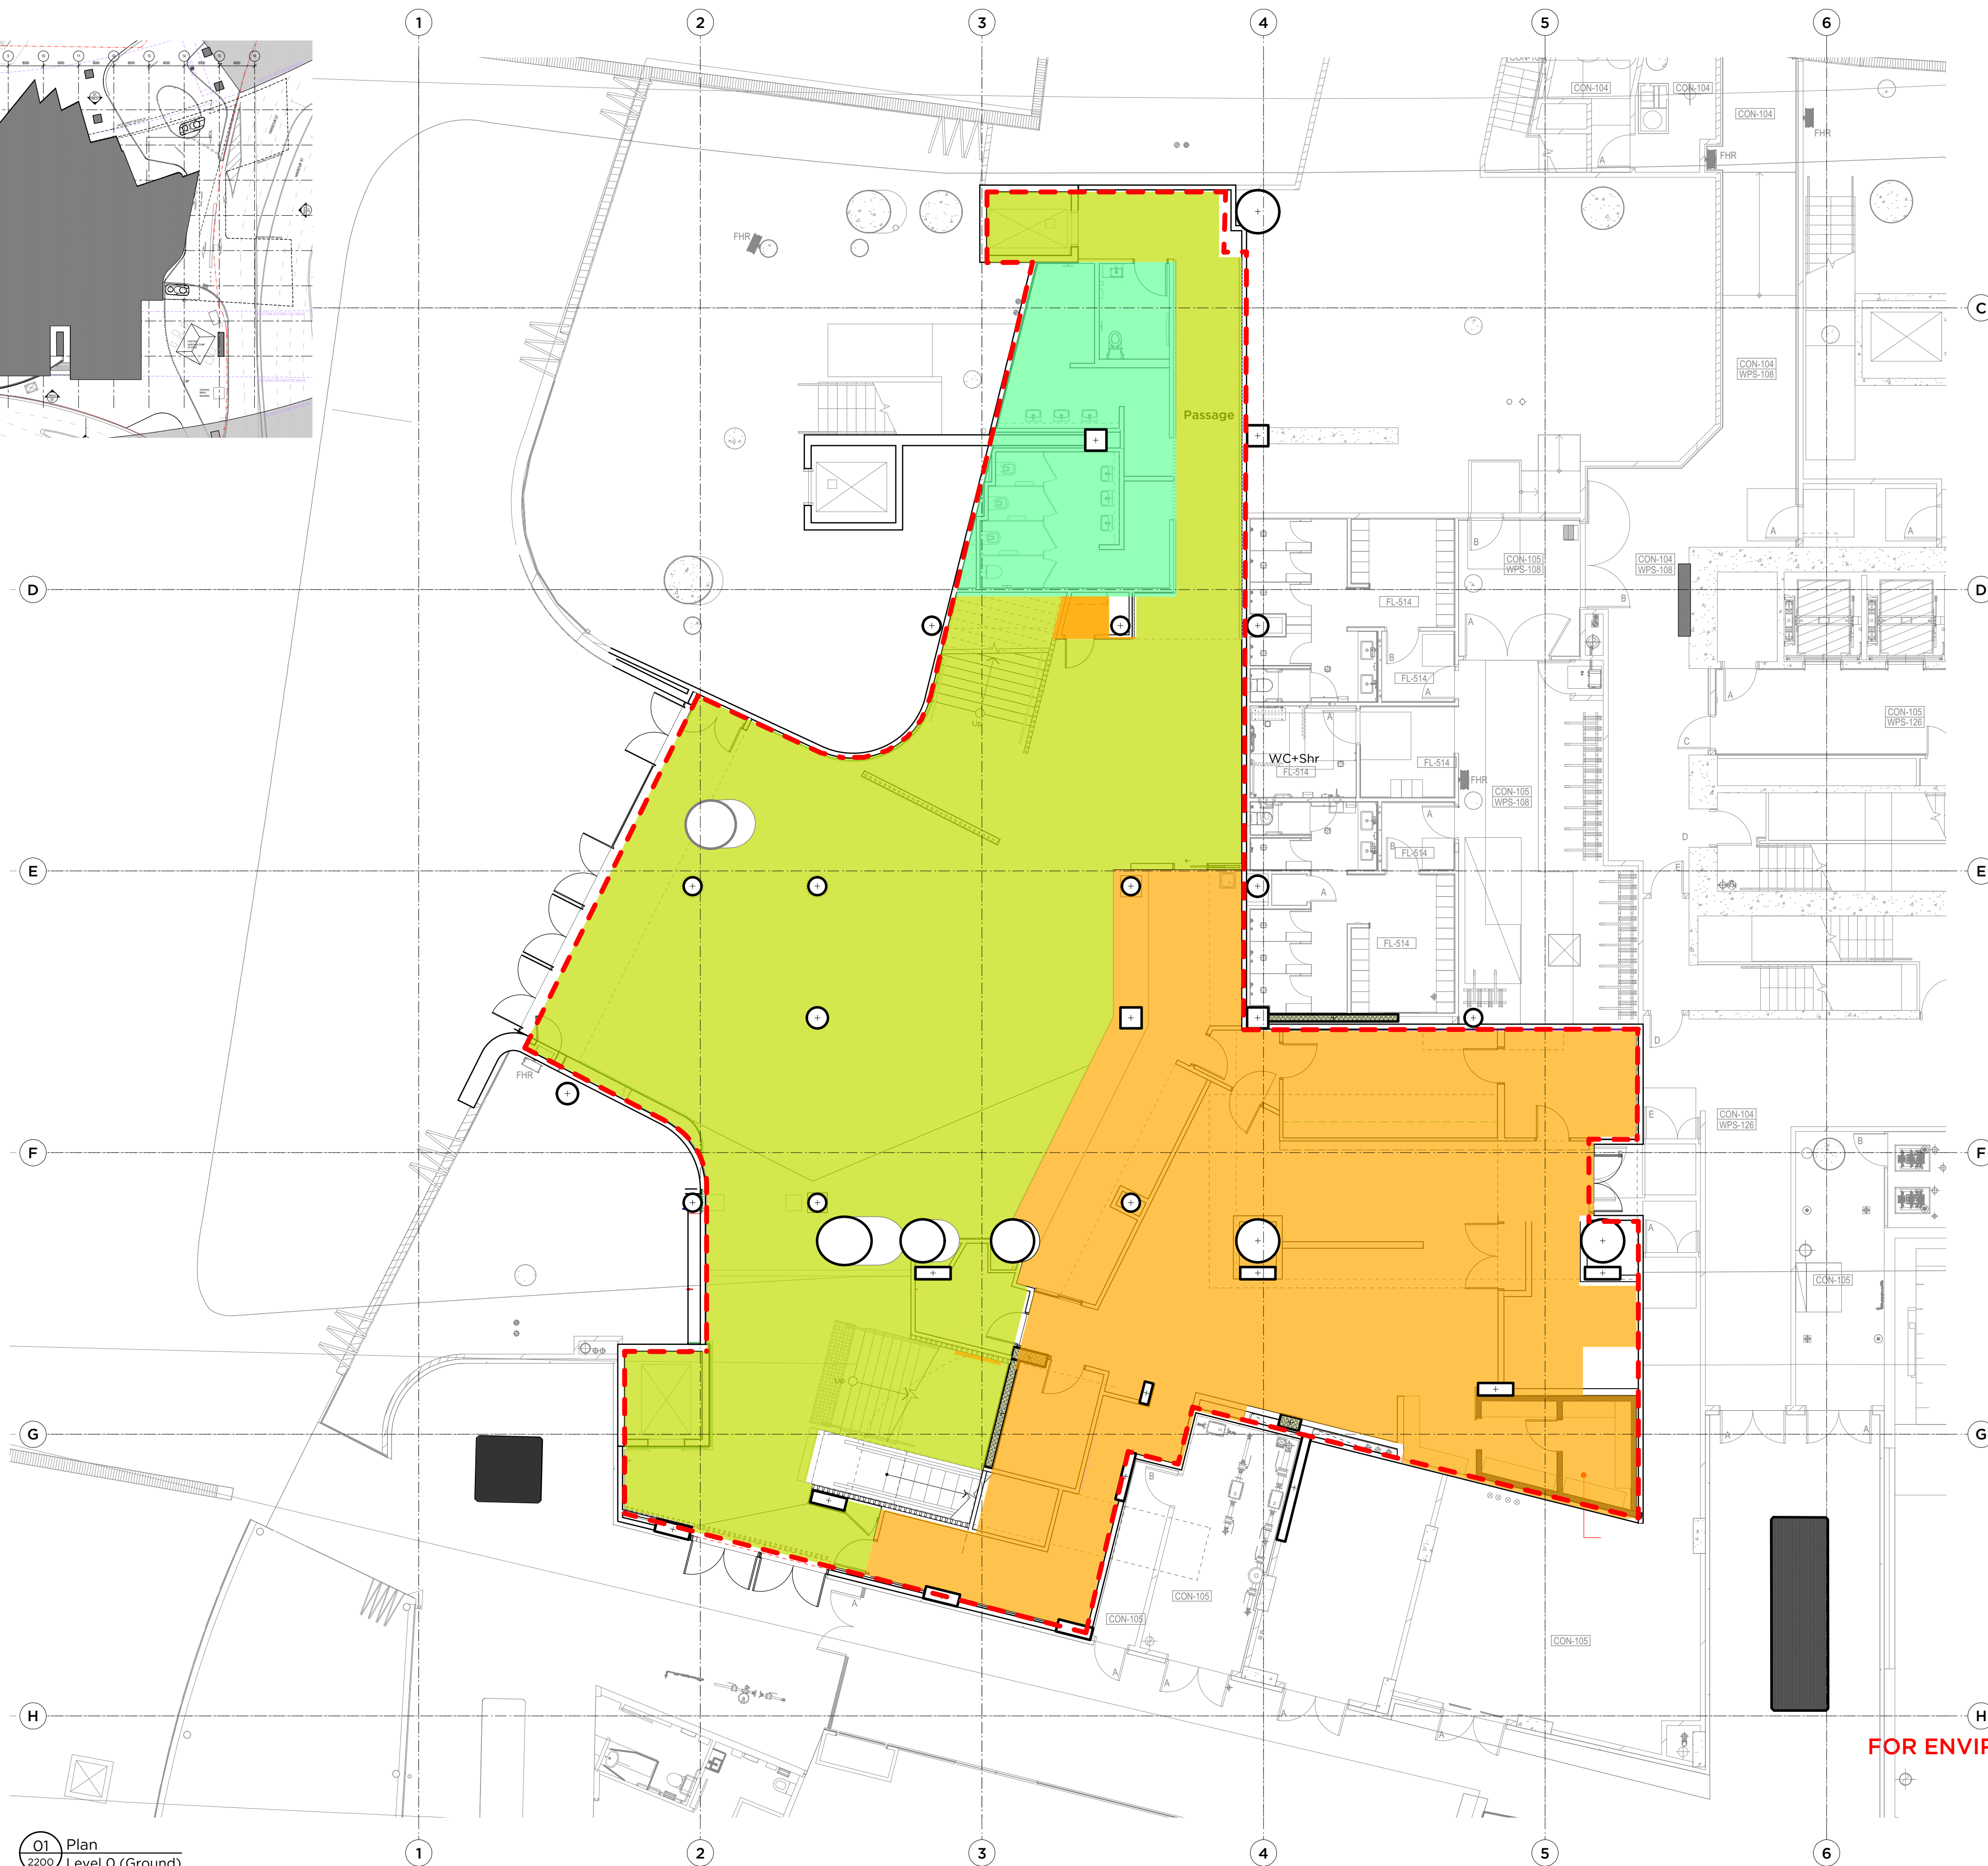 1 2 3 4 5 6
CON-104
CON-104
CON-104
CON-104
FHR
FHR
FHR
C
Passage
CON-104
WPS-108
A
A
A
B
CON-105
WPS-108
CON-104
WPS-108
D
D
FL-514
A
B
B
FL-514
A
A
CON-105
WPS-126
C
Up
WC+Shr
FL-514
FL-514
FHR
CON-105
WPS-108
A
A
B
FL-514
D
E
E
E
A
FL-514
D
FHR
E
CON-104
WPS-126
B
F
F
A
CON-105
Up
G
G
B
A
A
CON-105
CON-105
CON-105
A
A
A
A
A
H
H
FOR ENVIR
01 Plan
2200 Level 0 (Ground)
1 2 3 4 5 6